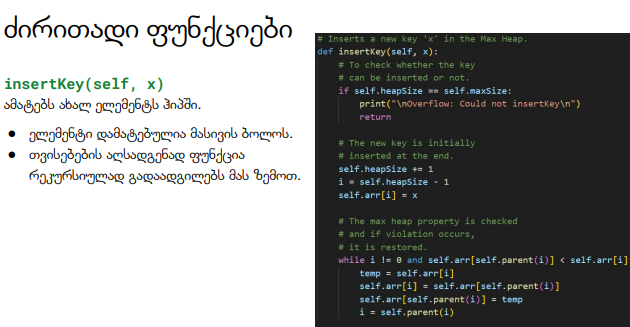 ძირითადი ფუნქციები
insertKey(self, x)
ამატებს ახალ ელემენტს ჰიპში.
● ელემენტი დამატებულია მასივის ბოლოს.
● თვისებების აღსადგენად ფუნქცია
რეკურსიულად გადაადგილებს მას ზემოთ.
# Inserts a new key 'x' in the Max Heap.
def insertKey(self, x):
    # To check whether the key
    # can be inserted or not.
    if self.heapSize == self.maxSize:
        print("\nOverflow: Could not insertKey\n")
        return
    # The new key is initially
    # inserted at the end.
    self.heapSize += 1
    i = self.heapSize - 1
    self.arr[i] = x
    # The max heap property is checked
    # and if violation occurs,
    # it is restored.
    while i != 0 and self.arr[self.parent(i)] < self.arr[i]
        temp = self.arr[i]
        self.arr[i] = self.arr[self.parent(i)]
        self.arr[self.parent(i)] = temp
        i = self.parent(i)